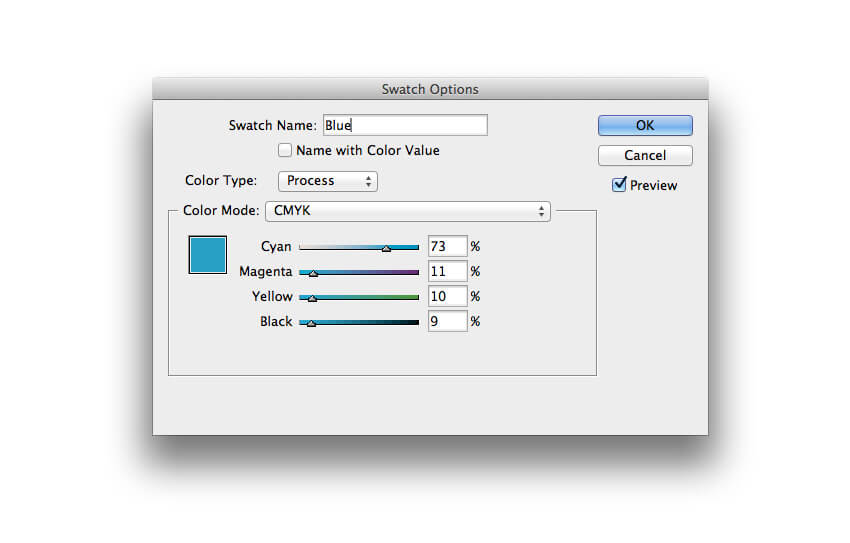 Swatch Options
Swatch Name: Blue OK
Name with Color Value Cancel
Color Type: Process Preview
Color Mode: CMYK
Cyan 73 %
Magenta 11 %
Yellow 10 %
Black 9 %